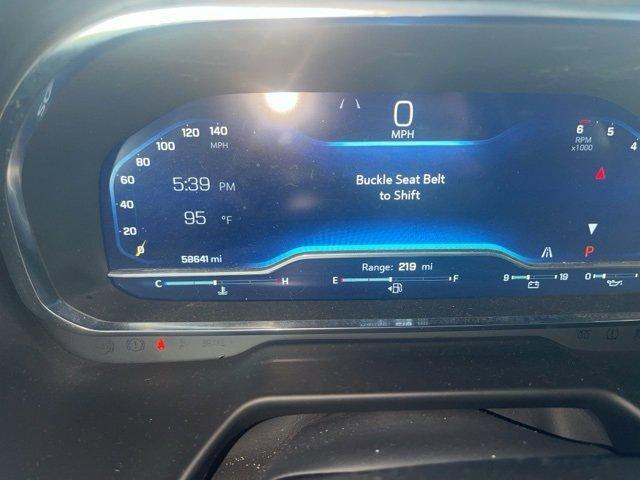 0
MPH
120 140
100 MPH
80
60
40
20
0
5:39 PM
95 °F
58641 mi
Buckle Seat Belt
to Shift
6 5 4
RPM
x1000
P
Range: 219 mi
C H
E F
9 19
0